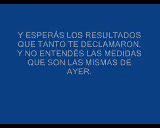 Y ESPERÁS LOS RESULTADOS
QUE TANTO TE DECLAMARON,
Y NO ENTENDÉS LAS MEDIDAS
QUE SON LAS MISMAS DE
AYER.